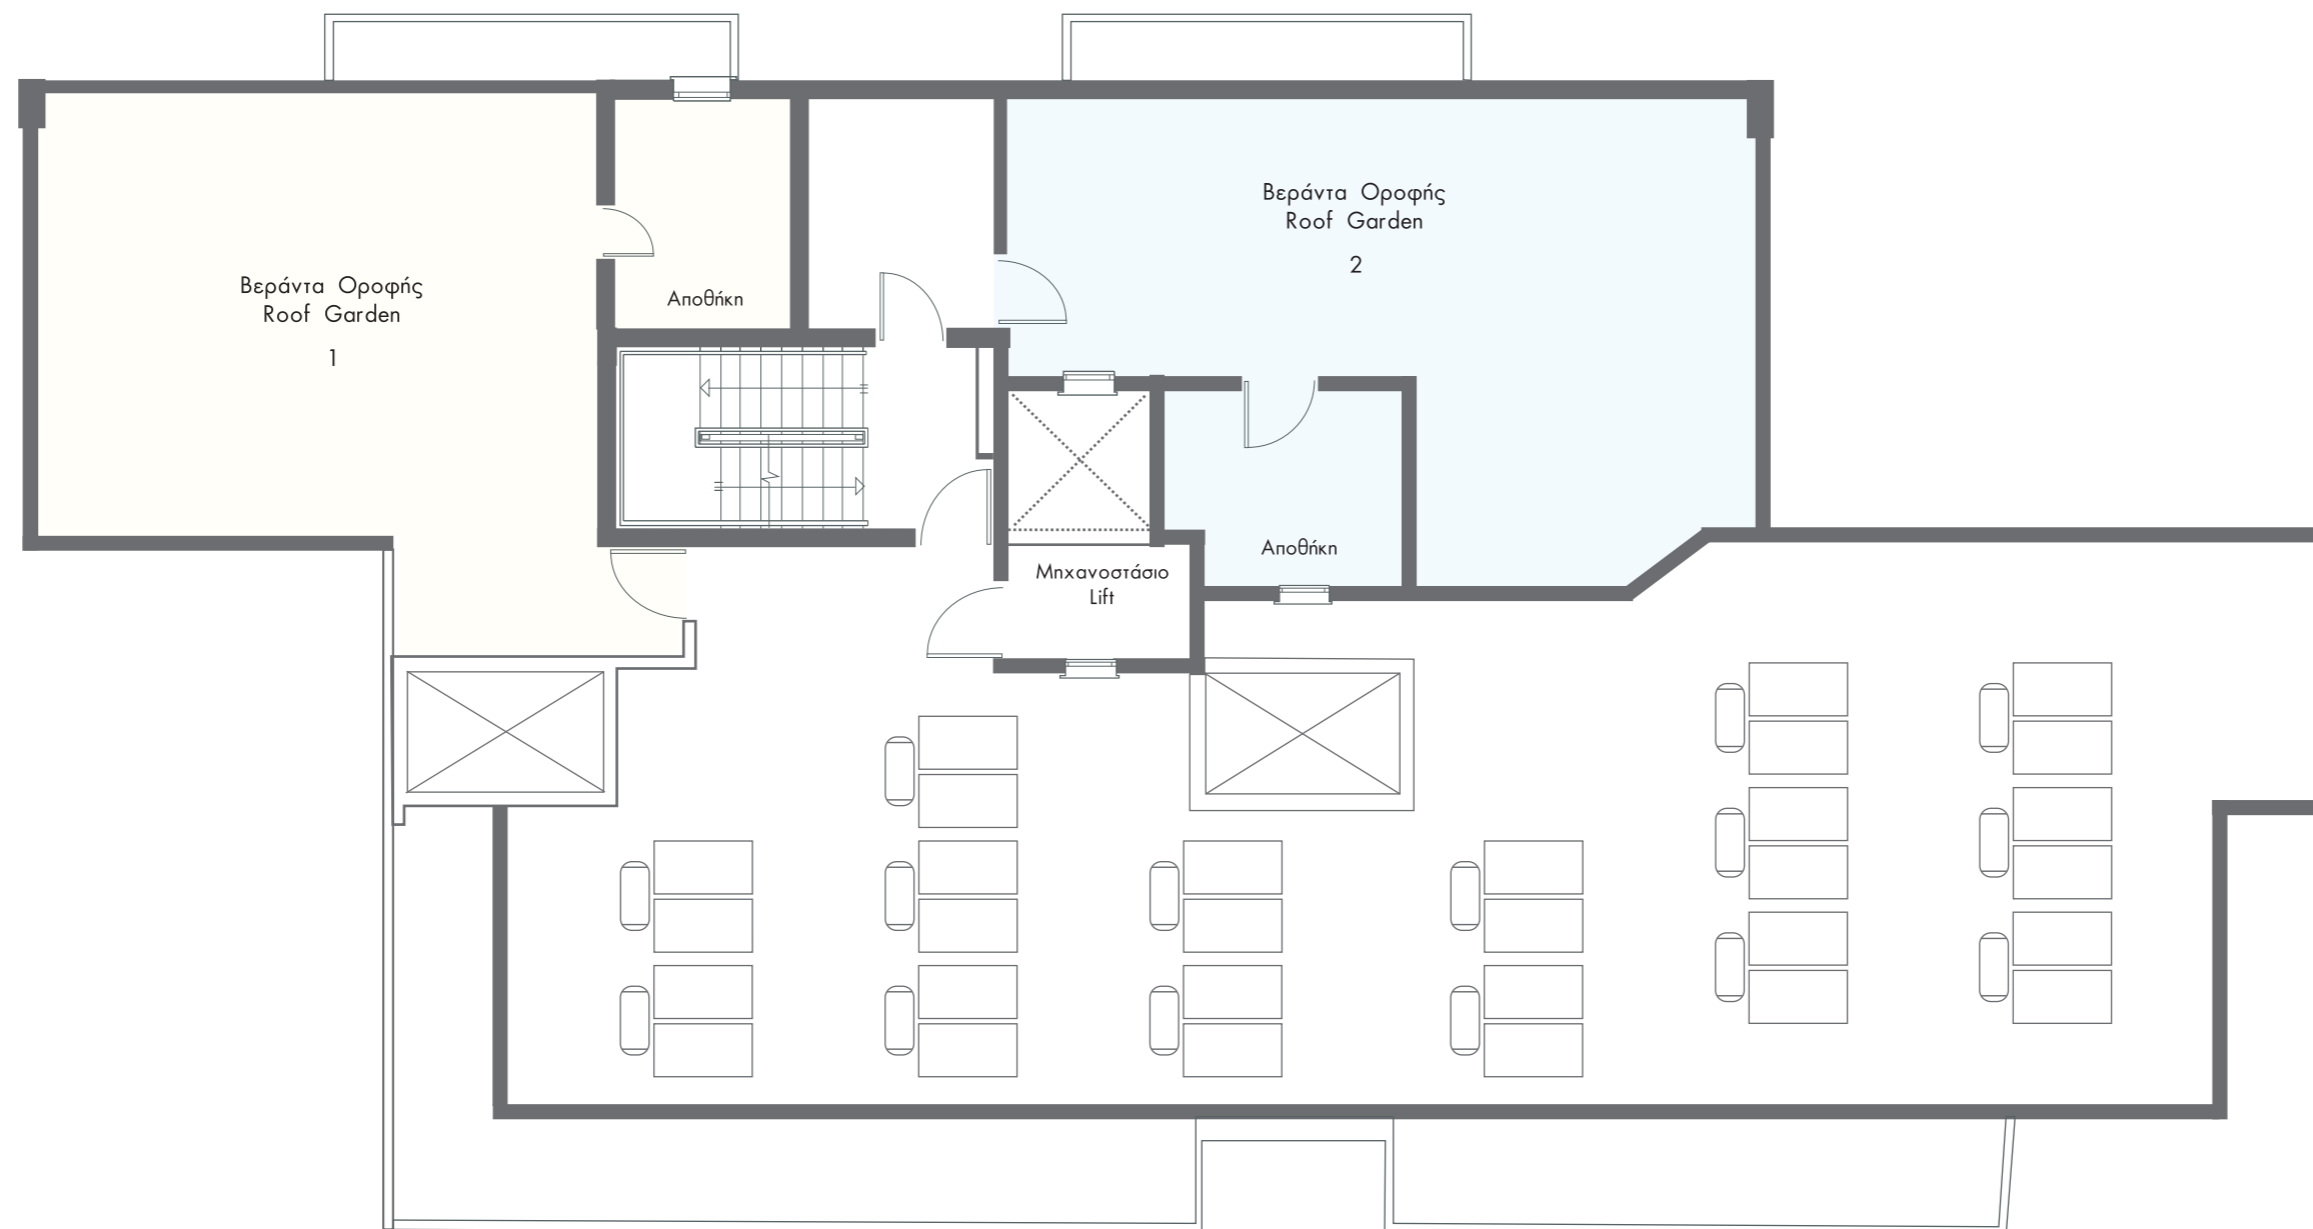 Βεράντα Οροφής
Roof Garden
1
Αποθήκη
Βεράντα Οροφής
Roof Garden
2
Αποθήκη
Μηχανοστάσιο
Lift